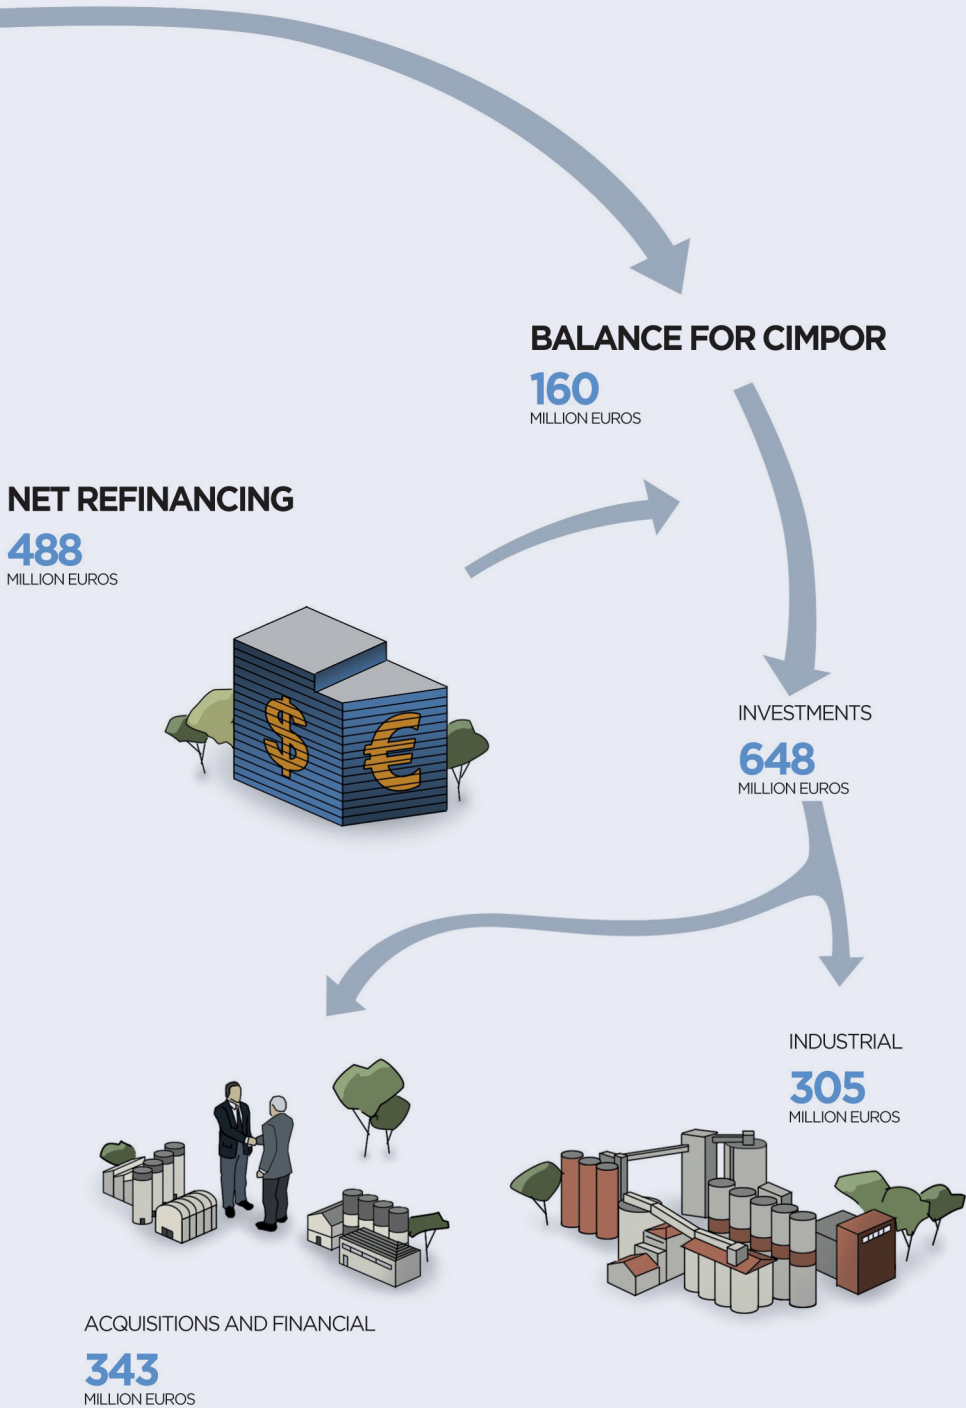 BALANCE FOR CIMPOR
160
MILLION EUROS
NET REFINANCING
488
MILLION EUROS
$ €
INVESTMENTS
648
MILLION EUROS
INDUSTRIAL
305
MILLION EUROS
ACQUISITIONS AND FINANCIAL
343
MILLION EUROS